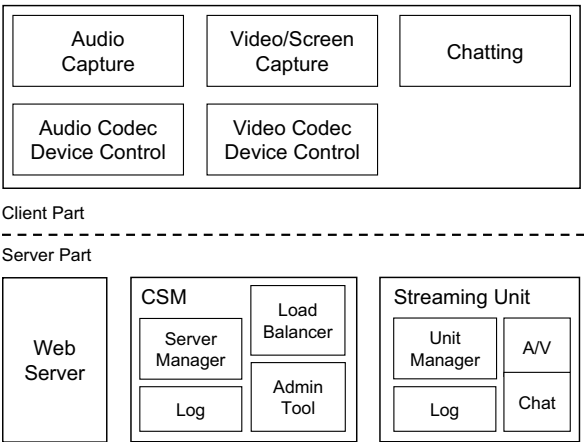 Audio
Capture
Video/Screen
Capture
Chatting
Audio Codec
Device Control
Video Codec
Device Control
Client Part
Server Part
Web
Server
CSM
Server
Manager
Log
Load
Balancer
Admin
Tool
Streaming Unit
Unit
Manager
Log
A/V
Chat